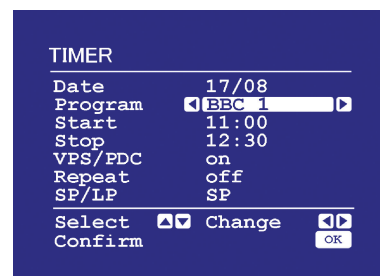 TIMER
Date 17/08
Program BBC 1
Start 11:00
Stop 12:30
VPS/PDC on
Repeat off
SP/LP SP
Select Change
Confirm OK